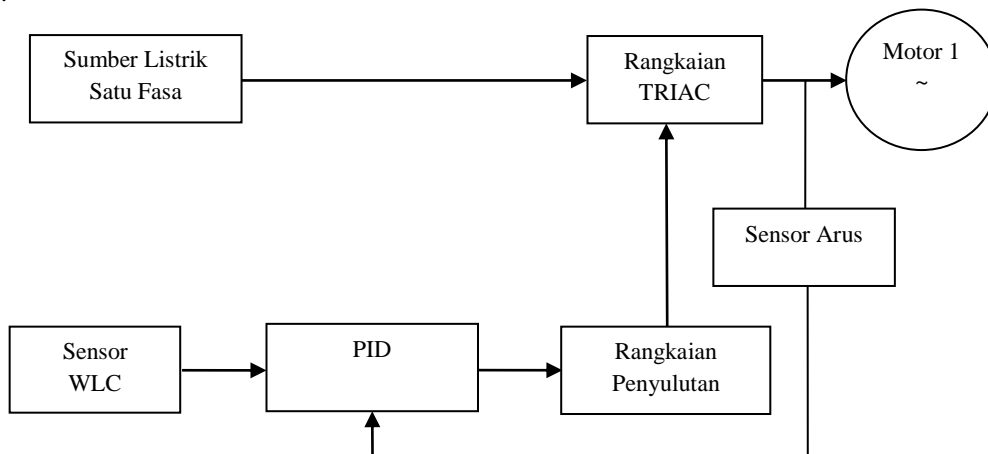 Sumber Listrik
Satu Fasa
Rangkaian
TRIAC
Motor 1
~
Sensor Arus
Sensor
WLC
PID
Rangkaian
Penyulutan